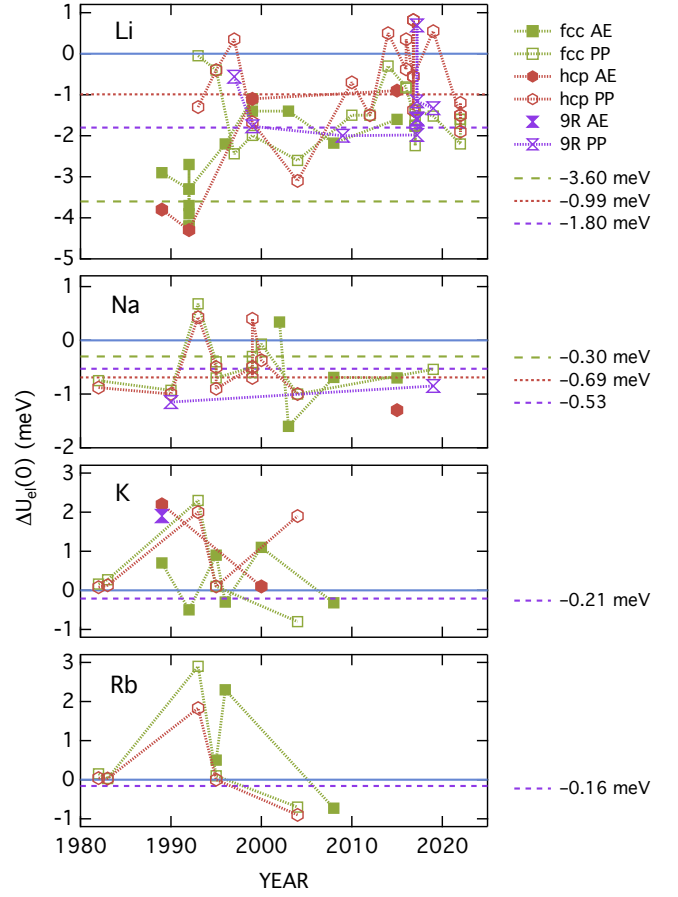 Li
1
0
-1
-2
-3
-4
-5
fcc AE
fcc PP
hcp AE
hcp PP
9R AE
9R PP
−3.60 meV
−0.99 meV
−1.80 meV
Na
1
0
-1
-2
−0.30 meV
−0.69 meV
−0.53
ΔU_el(0) (meV)
K
3
2
1
0
-1
−0.21 meV
Rb
3
2
1
0
-1
−0.16 meV
1980 1990 2000 2010 2020
YEAR